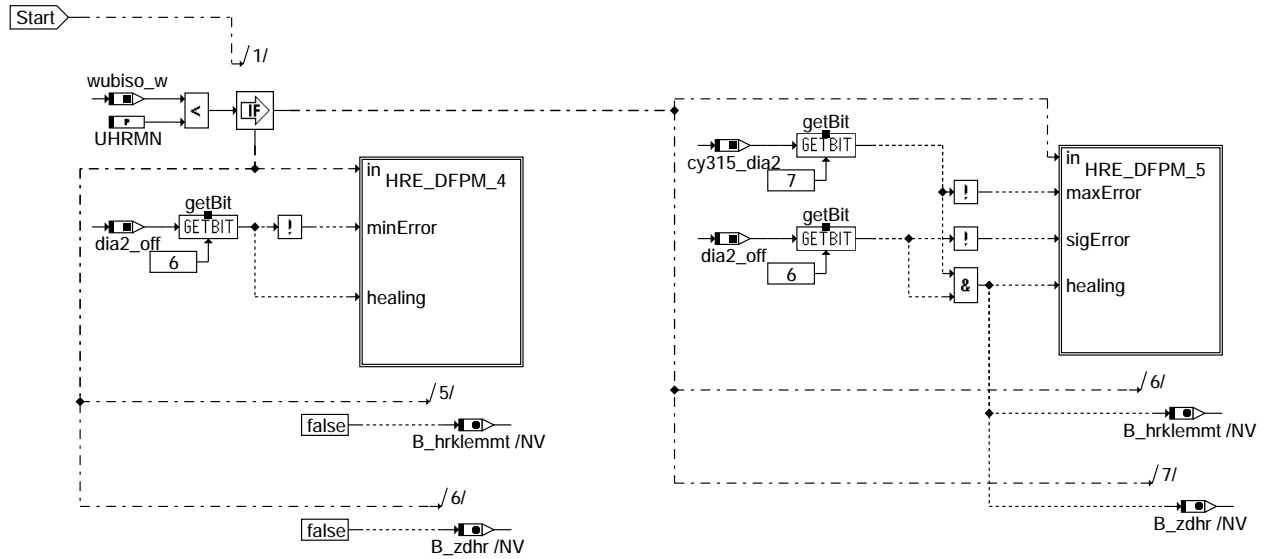 Start
/ 1/
wubiso_w
<
IF
P
UHRMN
in
HRE_DFPM_4
getBit
GETBIT
!
minError
dia2_off
6
healing
/ 5/
false
B_hrklemmt /NV
/ 6/
false
B_zdhr /NV
getBit
GETBIT
cy315_dia2
7
in
HRE_DFPM_5
!
maxError
getBit
GETBIT
dia2_off
6
!
sigError
&
healing
/ 6/
B_hrklemmt /NV
/ 7/
B_zdhr /NV